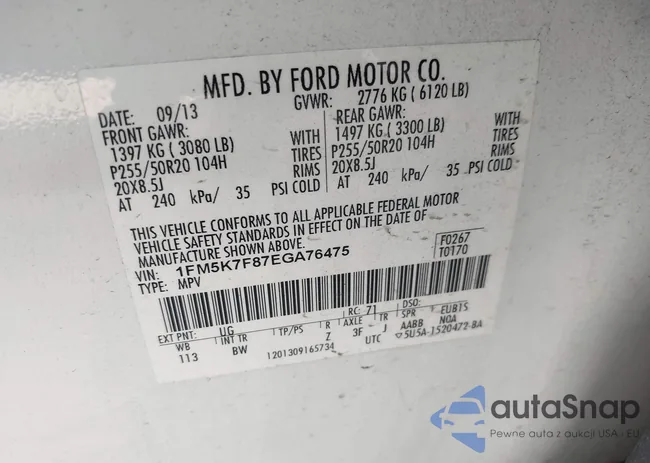 MFD. BY FORD MOTOR CO.
DATE: 09/13 GVWR: 2776 KG ( 6120 LB)
FRONT GAWR: REAR GAWR:
1397 KG ( 3080 LB) WITH 1497 KG ( 3300 LB) WITH
P255/50R20 104H TIRES P255/50R20 104H TIRES
20X8.5J RIMS 20X8.5J RIMS
AT 240 kPa/ 35 PSI COLD AT 240 kPa/ 35 PSI COLD
THIS VEHICLE CONFORMS TO ALL APPLICABLE FEDERAL MOTOR
VEHICLE SAFETY STANDARDS IN EFFECT ON THE DATE OF
MANUFACTURE SHOWN ABOVE.
VIN: 1FM5K7F87EGA76475 F0267
TYPE: MPV T0170
EXT PNT: UG RC: 71 DSO:
WB INT TR TP/PS R AXLE TR SPR EUBTS
113 BW Z 3F J AABB NQA
1201309165734 UTC 5U5A-1520472-BA
autoSnap
Pewne auta z aukcji USA - EU